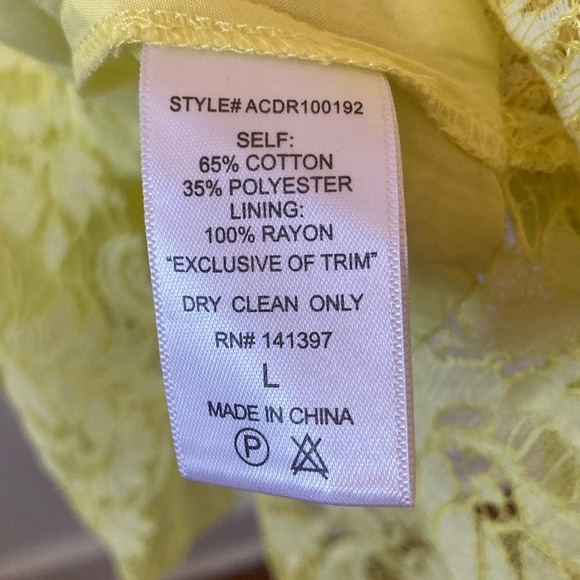 STYLE# ACDR100192
SELF:
65% COTTON
35% POLYESTER
LINING:
100% RAYON
"EXCLUSIVE OF TRIM"
DRY CLEAN ONLY
RN# 141397
L
MADE IN CHINA
P